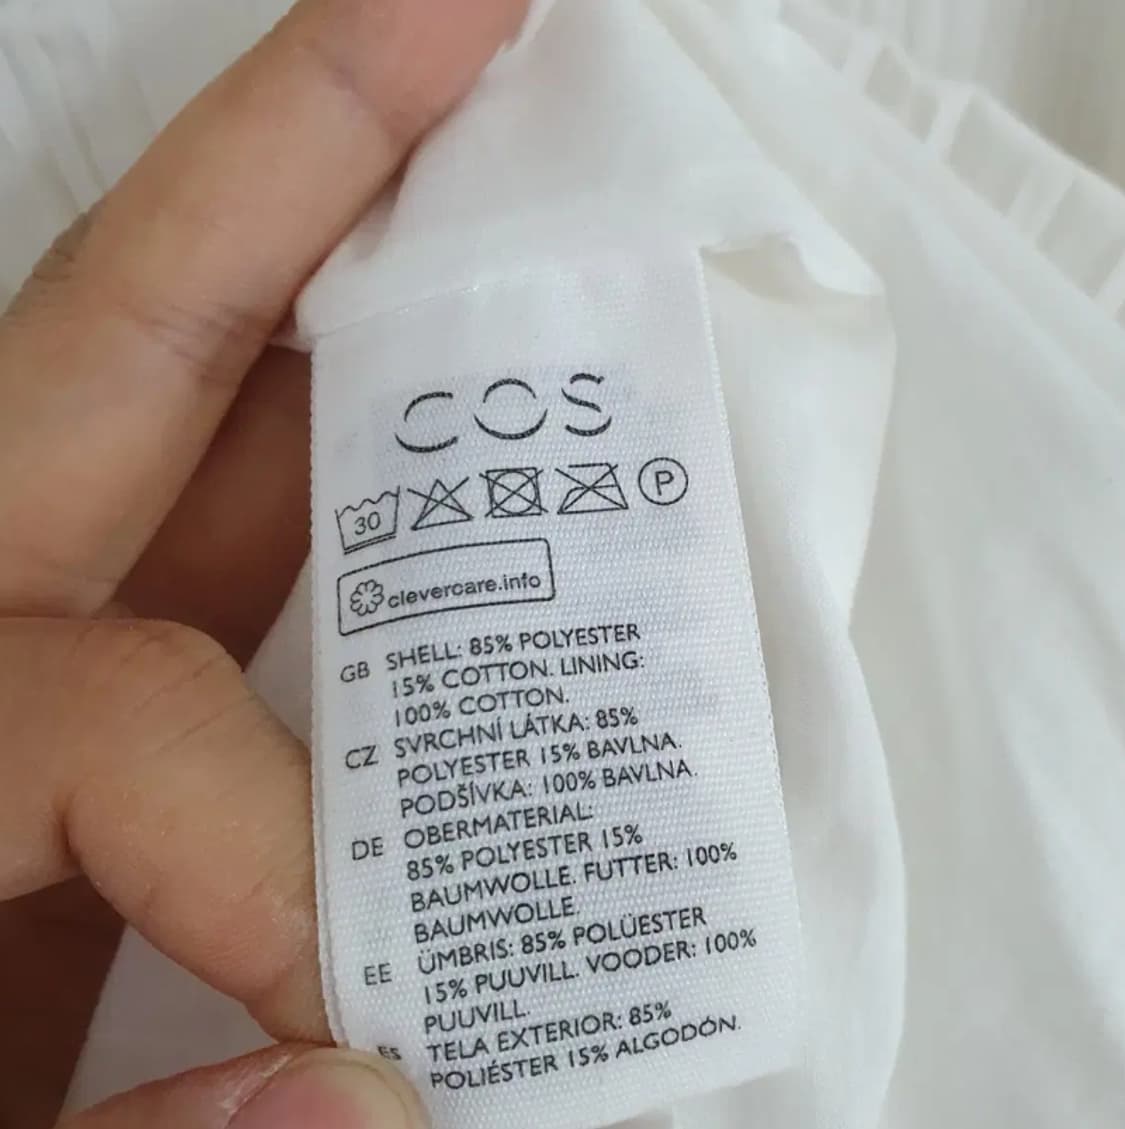 COS
30
P
clevercare.info
GB SHELL: 85% POLYESTER
15% COTTON. LINING:
100% COTTON.
CZ SVRCHNÍ LÁTKA: 85%
POLYESTER 15% BAVLNA.
PODŠÍVKA: 100% BAVLNA.
DE OBERMATERIAL:
85% POLYESTER 15%
BAUMWOLLE. FUTTER: 100%
BAUMWOLLE.
EE ÜMBRIS: 85% POLÜESTER
15% PUUVILL. VOODER: 100%
PUUVILL.
ES TELA EXTERIOR: 85%
POLIÉSTER 15% ALGODÓN.